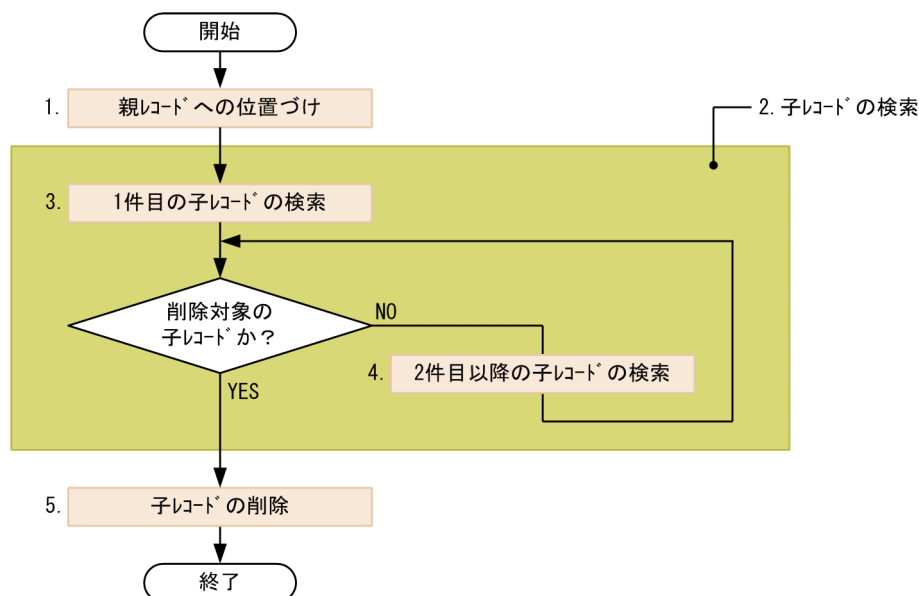 開始
1. 親ﾚｺｰﾄﾞへの位置づけ
2. 子ﾚｺｰﾄﾞの検索
3. 1件目の子ﾚｺｰﾄﾞの検索
削除対象の
子ﾚｺｰﾄﾞか？
NO
4. 2件目以降の子ﾚｺｰﾄﾞの検索
YES
5. 子ﾚｺｰﾄﾞの削除
終了